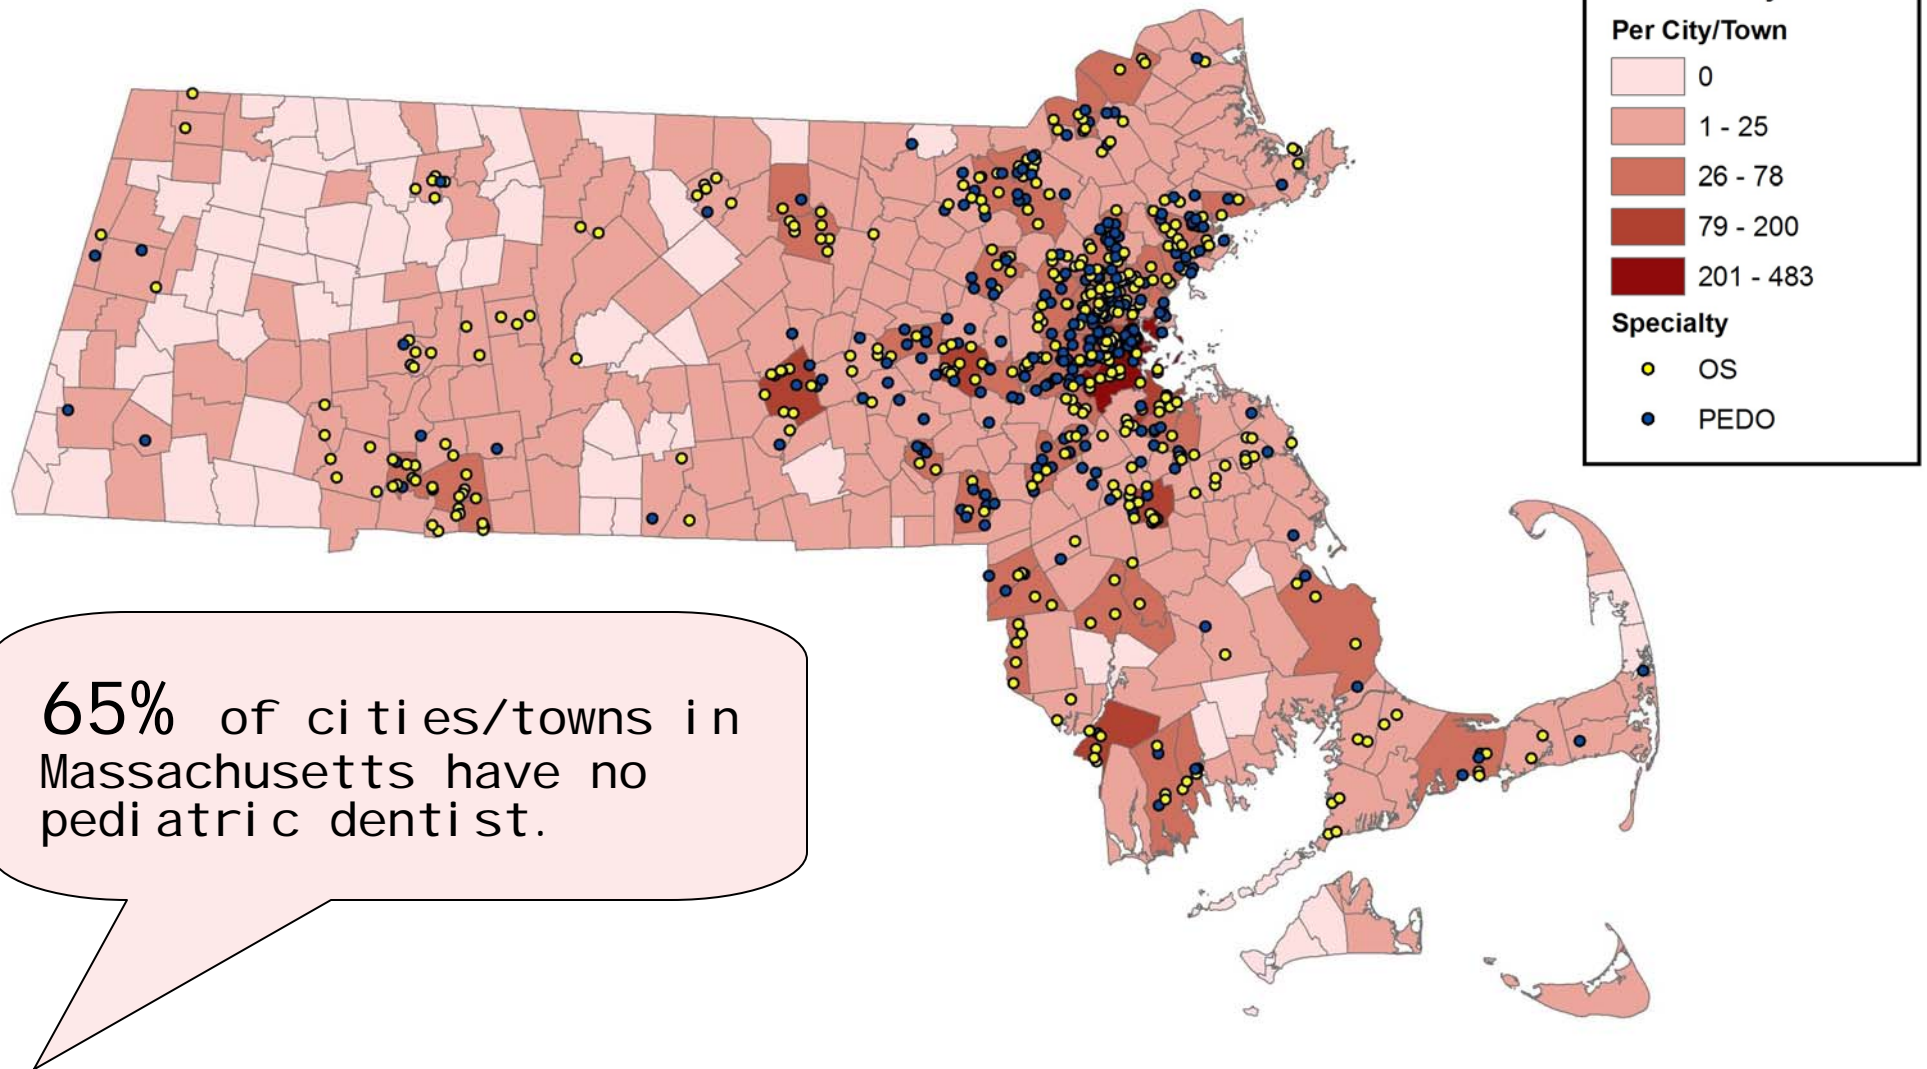 Per City/Town
0
1 - 25
26 - 78
79 - 200
201 - 483
Specialty
OS
PEDO
65% of cities/towns in
Massachusetts have no
pediatric dentist.